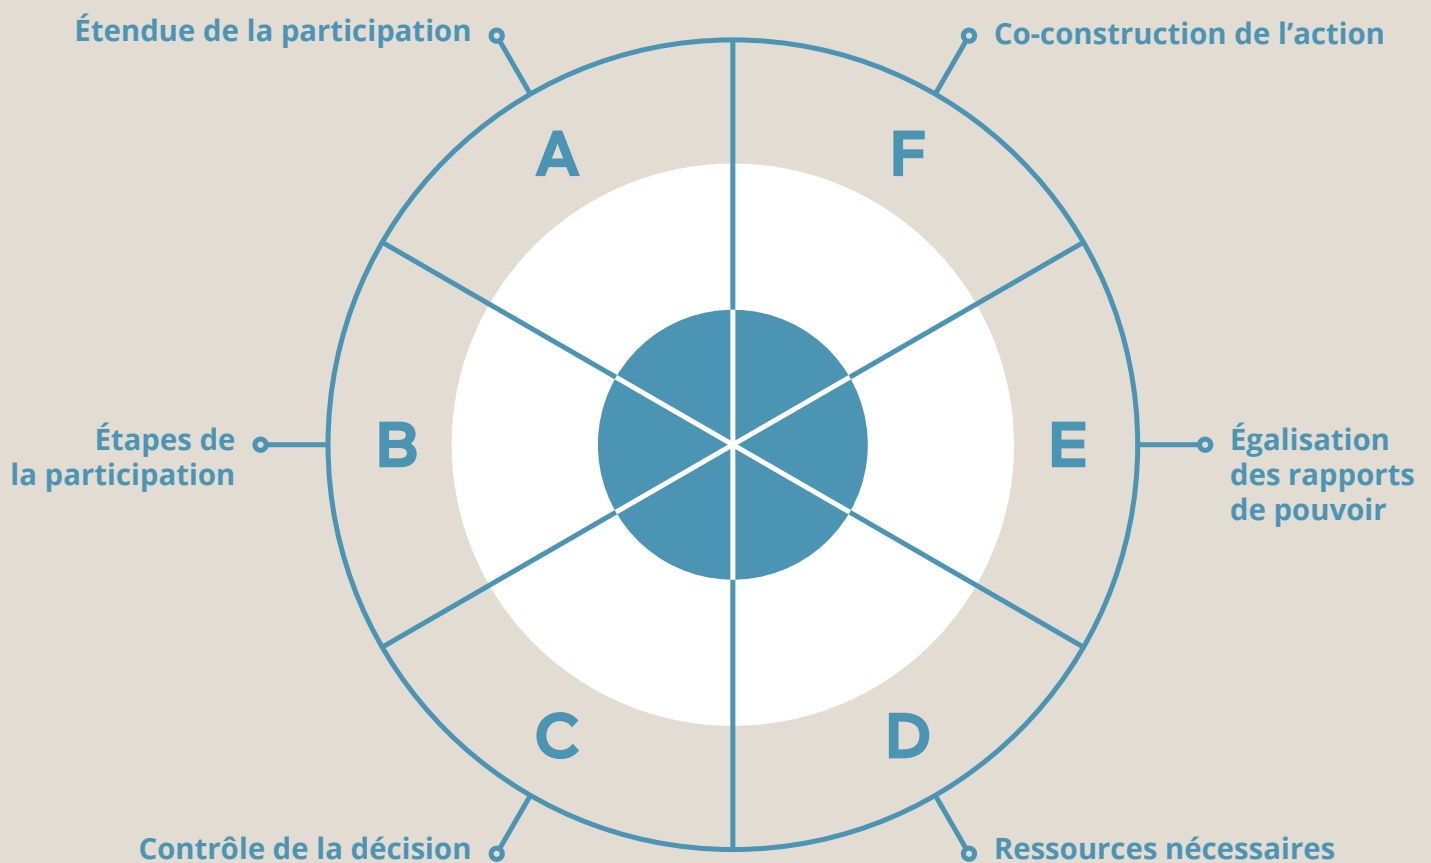 Étendue de la participation
Co-construction de l’action
A
F
B
E
Étapes de
la participation
Égalisation
des rapports
de pouvoir
C
D
Contrôle de la décision
Ressources nécessaires